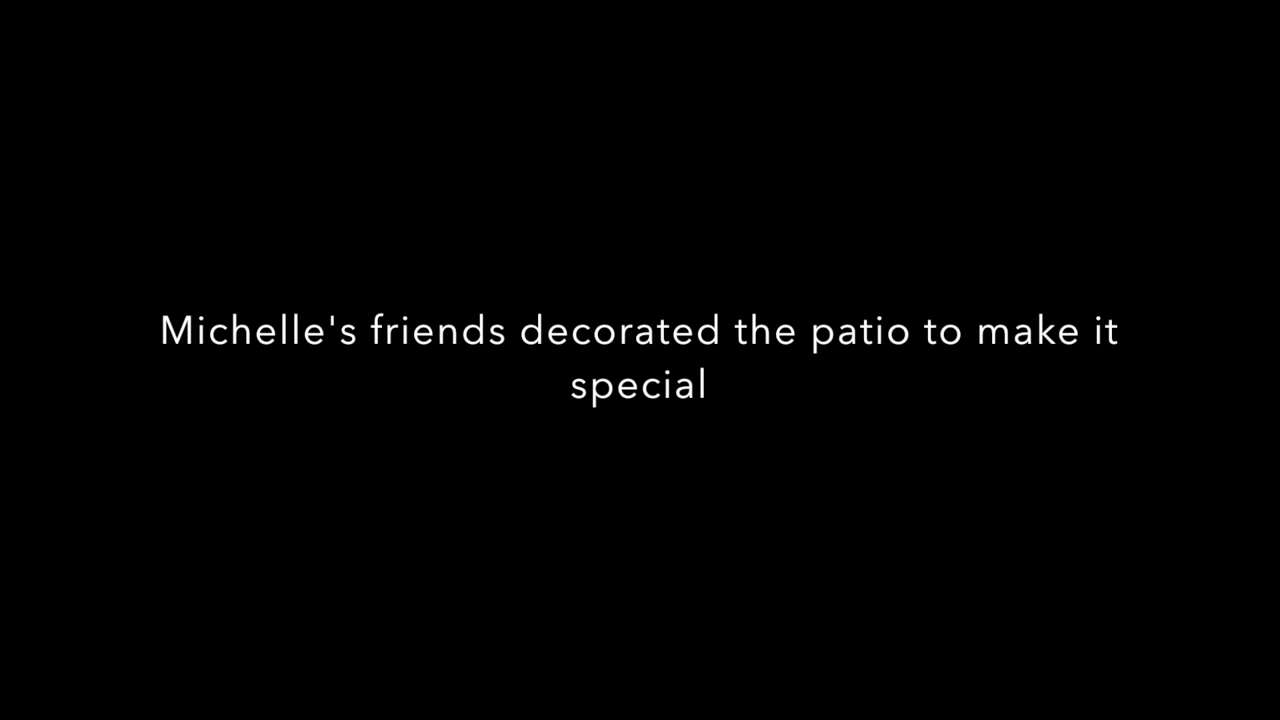 Michelle's friends decorated the patio to make it
special